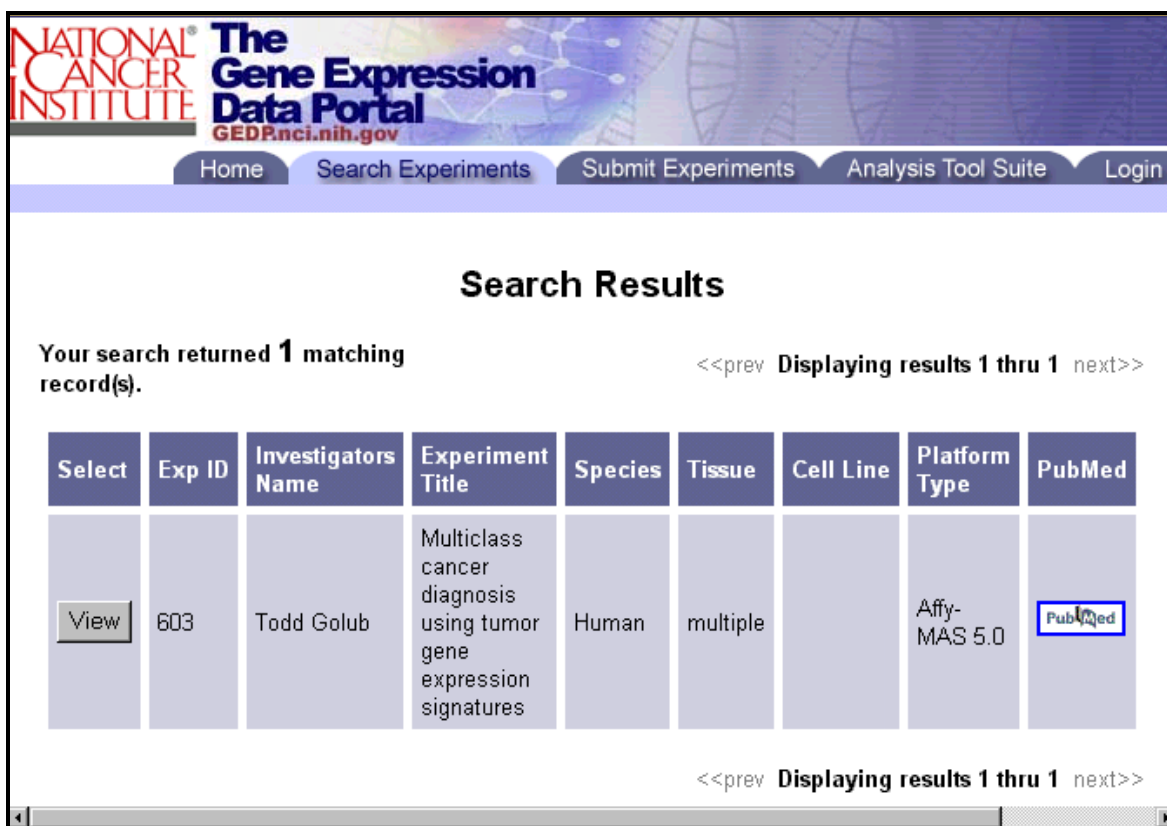 NATIONAL®
CANCER
INSTITUTE
The
Gene Expression
Data Portal
GEDP.nci.nih.gov
Home Search Experiments Submit Experiments Analysis Tool Suite Login
Search Results
Your search returned 1 matching
record(s).
<<prev Displaying results 1 thru 1 next>>
Select Exp ID Investigators Name Experiment Title Species Tissue Cell Line Platform Type PubMed
View 603 Todd Golub Multiclass cancer diagnosis using tumor gene expression signatures Human multiple Affy-MAS 5.0 PubMed
<<prev Displaying results 1 thru 1 next>>